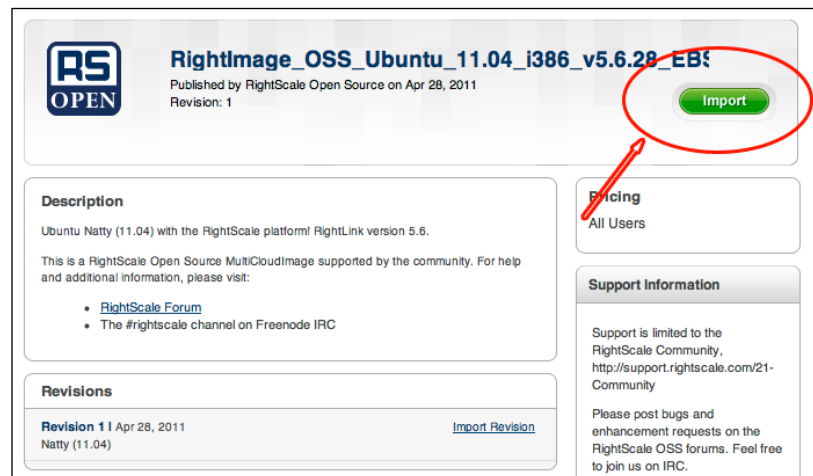 RS
OPEN
RightImage_OSS_Ubuntu_11.04_i386_v5.6.28_EBS
Published by RightScale Open Source on Apr 28, 2011
Revision: 1
Import
Description
Ubuntu Natty (11.04) with the RightScale platform! RightLink version 5.6.
This is a RightScale Open Source MultiCloudImage supported by the community. For help
and additional information, please visit:
• RightScale Forum
• The #rightscale channel on Freenode IRC
Revisions
Revision 1 | Apr 28, 2011
Import Revision
Natty (11.04)
Pricing
All Users
Support Information
Support is limited to the
RightScale Community,
http://support.rightscale.com/21-
Community
Please post bugs and
enhancement requests on the
RightScale OSS forums. Feel free
to join us on IRC.